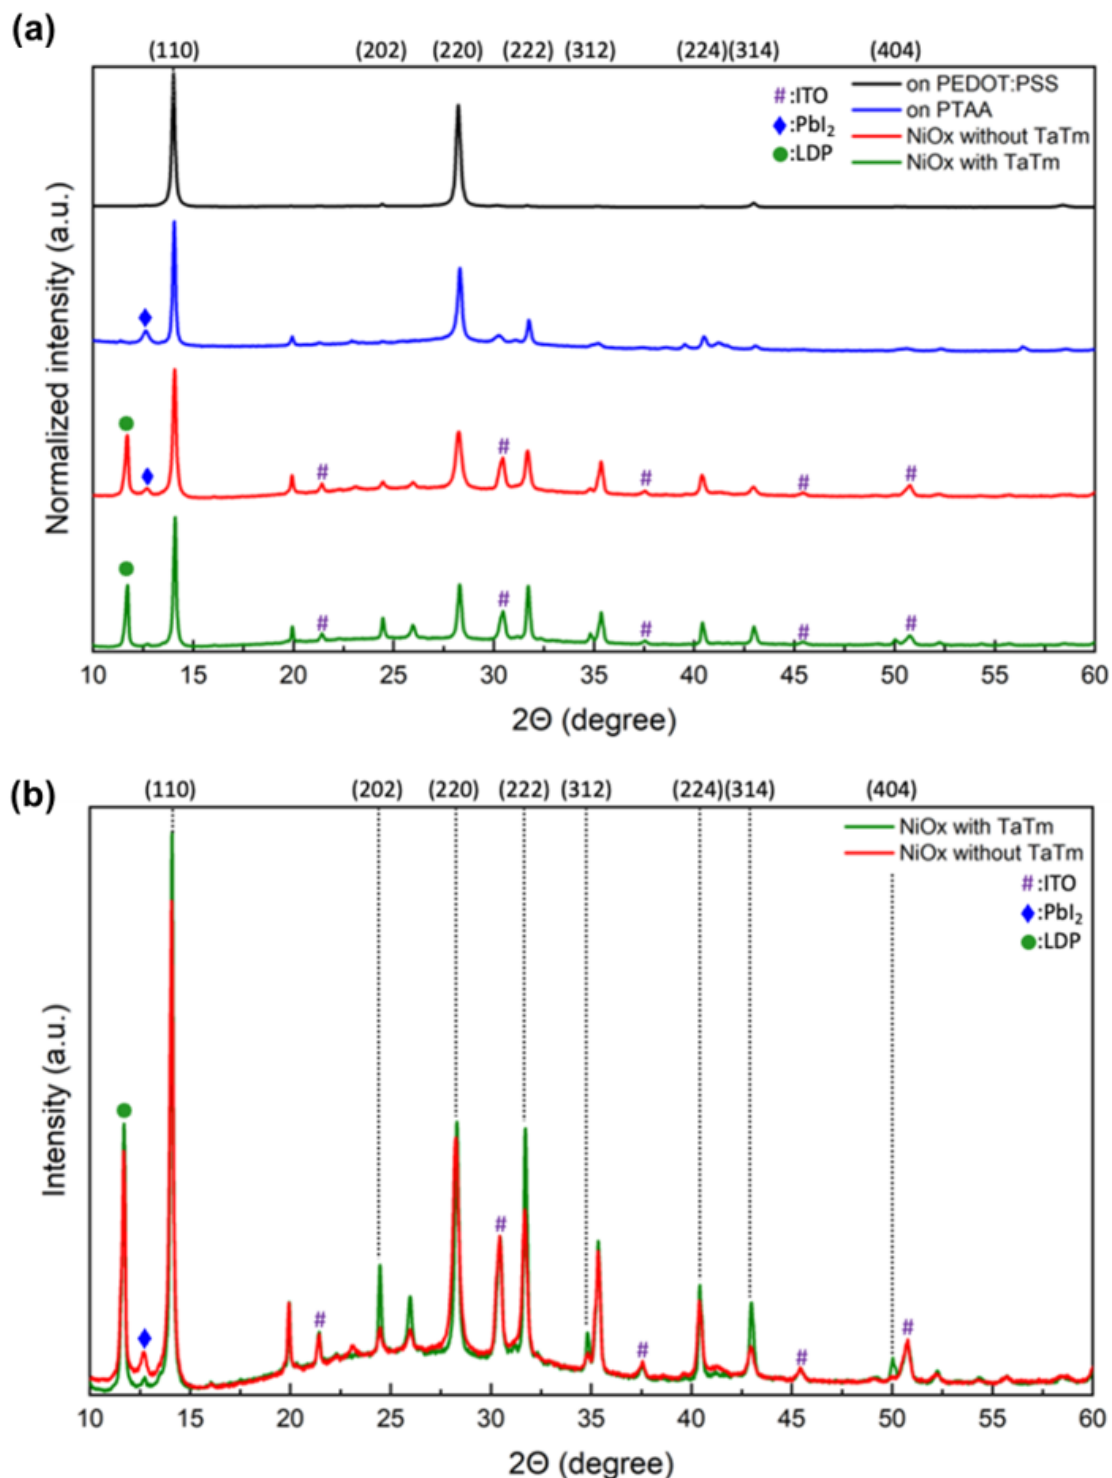 (a)
(110) (202) (220) (222) (312) (224)(314) (404)
#:ITO
♦:PbI₂
●:LDP
on PEDOT:PSS
on PTAA
NiOx without TaTm
NiOx with TaTm
Normalized intensity (a.u.)
# # # # #
# # # # #
10 15 20 25 30 35 40 45 50 55 60
2Θ (degree)
(b)
(110) (202) (220) (222) (312) (224)(314) (404)
NiOx with TaTm
NiOx without TaTm
#:ITO
♦:PbI₂
●:LDP
Intensity (a.u.)
# # # # #
10 15 20 25 30 35 40 45 50 55 60
2Θ (degree)